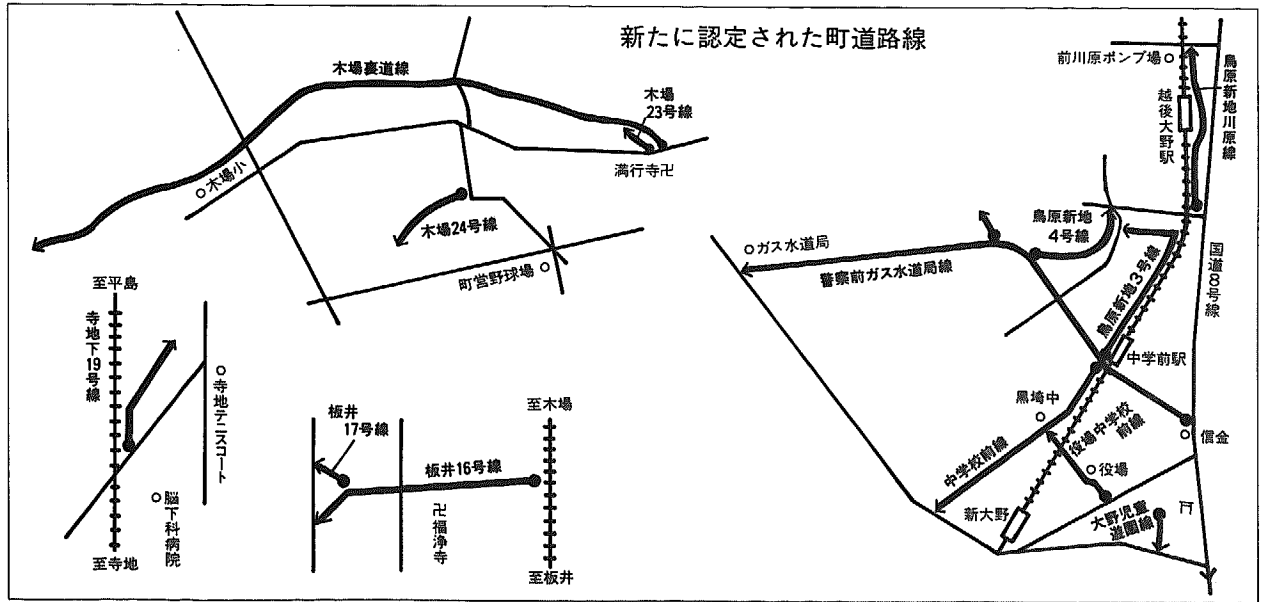 新たに認定された町道路線
木場裏道線
木場
23号線
満行寺卍
木場小
木場24号線
町営野球場
至平島
寺地下19号線
寺地テニスコート
脳下科病院
至寺地
板井
17号線
板井16号線
卍福浄寺
至木場
至板井
前川原ポンプ場
越後大野駅
鳥原新地川原線
鳥原新地
4号線
ガス水道局
警察前ガス水道局線
鳥原新地3号線
国道8号線
中学前駅
黒埼中
信金
役場中学校
前線
中学校前線
役場
新大野
大野児童
遊園線